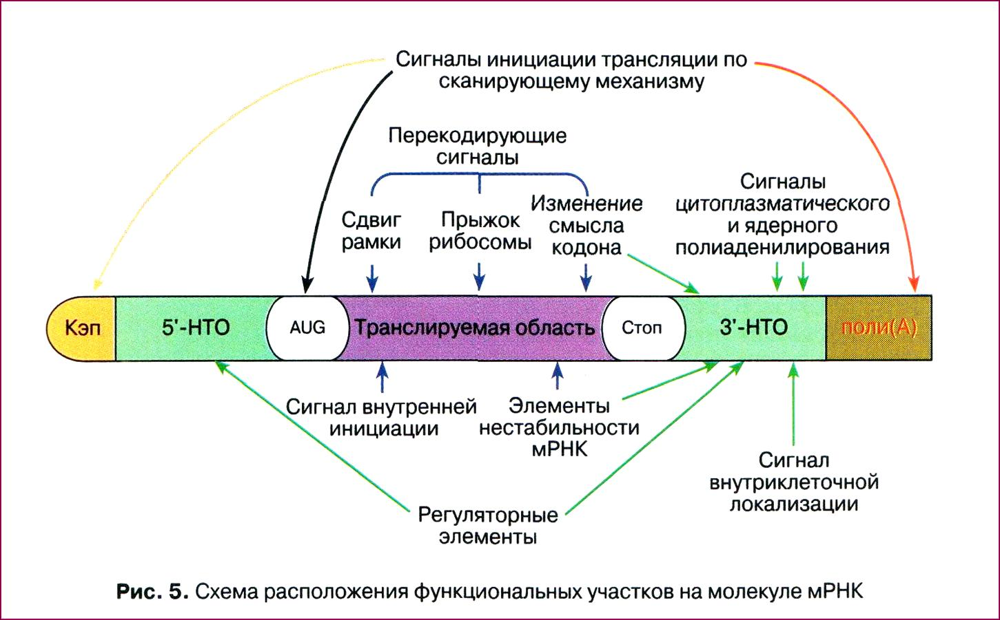 Сигналы инициации трансляции по
сканирующему механизму
Перекодирующие
сигналы
Сдвиг
рамки
Прыжок
рибосомы
Изменение
смысла
кодона
Сигналы
цитоплазматического
и ядерного
полиаденилирования
Кэп
5'-НТО
AUG
Транслируемая область
Стоп
3'-НТО
поли(А)
Сигнал внутренней
инициации
Элементы
нестабильности
мРНК
Сигнал
внутриклеточной
локализации
Регуляторные
элементы
Рис. 5. Схема расположения функциональных участков на молекуле мРНК